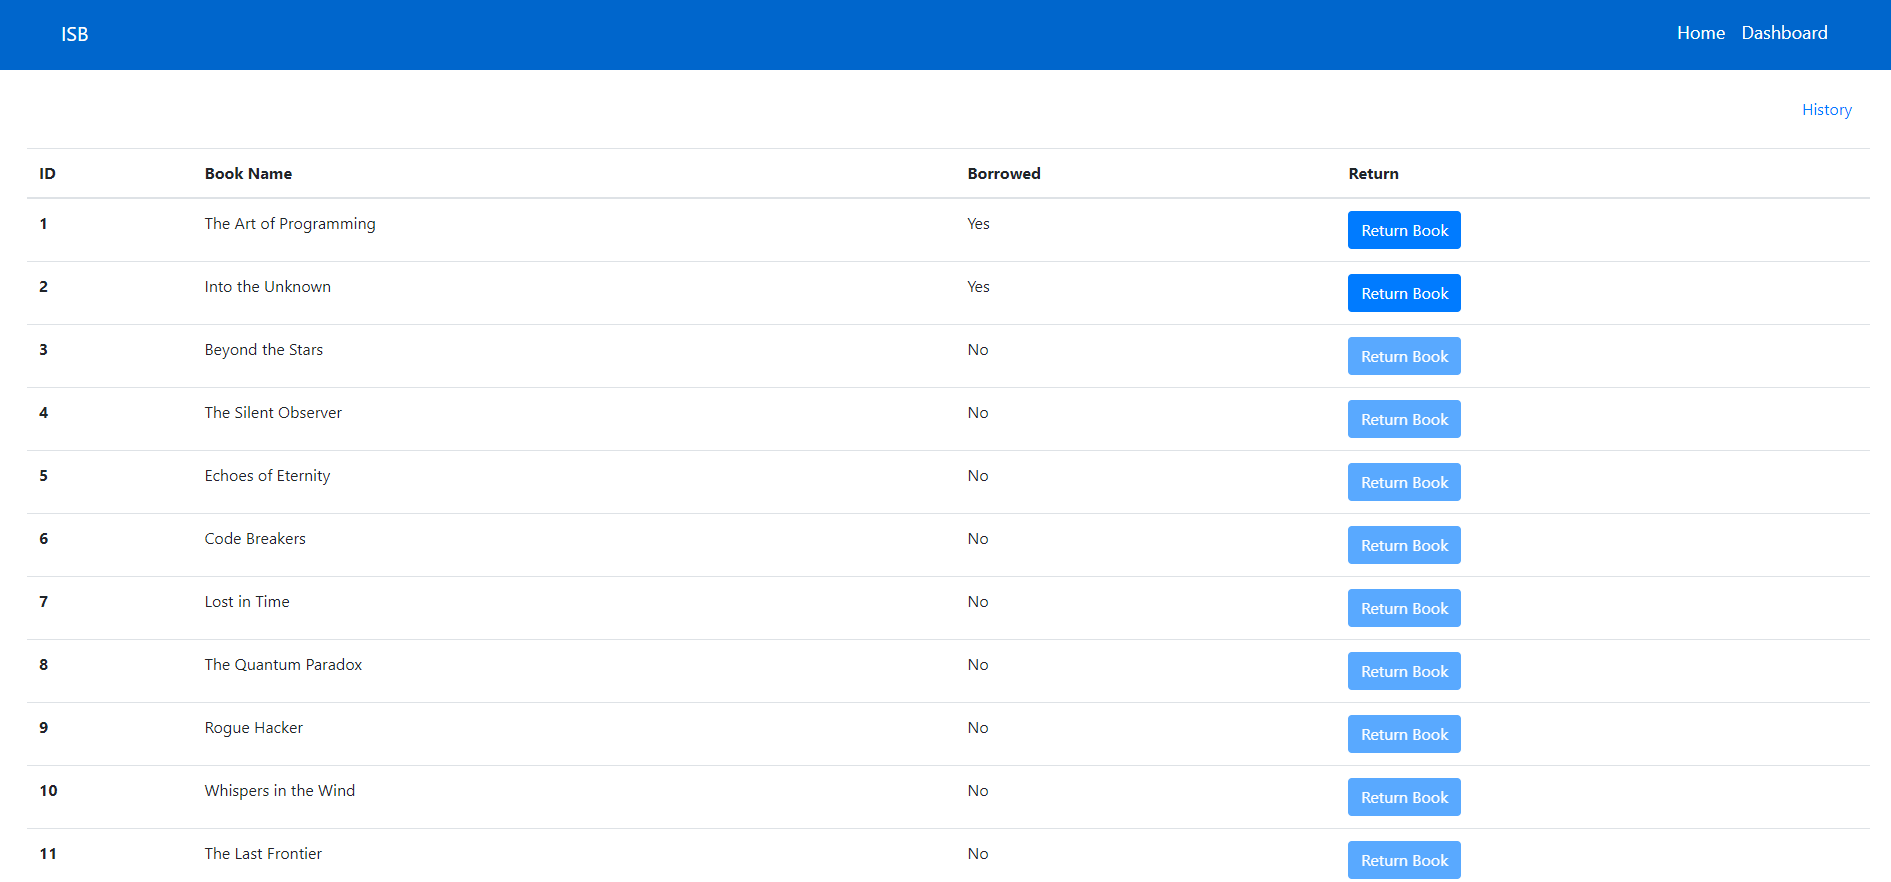 ISB Home Dashboard
History
ID Book Name Borrowed Return
1 The Art of Programming Yes Return Book
2 Into the Unknown Yes Return Book
3 Beyond the Stars No Return Book
4 The Silent Observer No Return Book
5 Echoes of Eternity No Return Book
6 Code Breakers No Return Book
7 Lost in Time No Return Book
8 The Quantum Paradox No Return Book
9 Rogue Hacker No Return Book
10 Whispers in the Wind No Return Book
11 The Last Frontier No Return Book